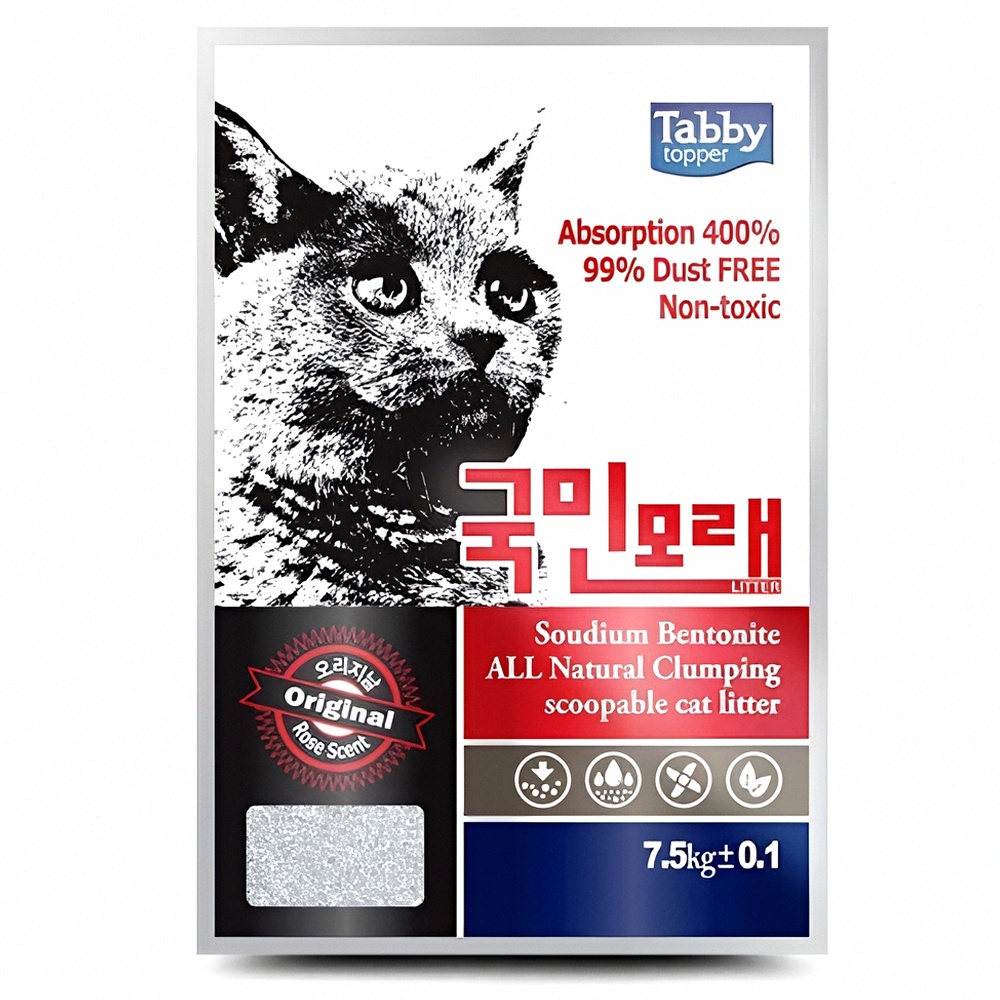 Tabby
topper
Absorption 400%
99% Dust FREE
Non-toxic
국민모래
LITTER
오리지날
Original
Rose Scent
Soudium Bentonite
ALL Natural Clumping
scoopable cat litter
7.5kg±0.1